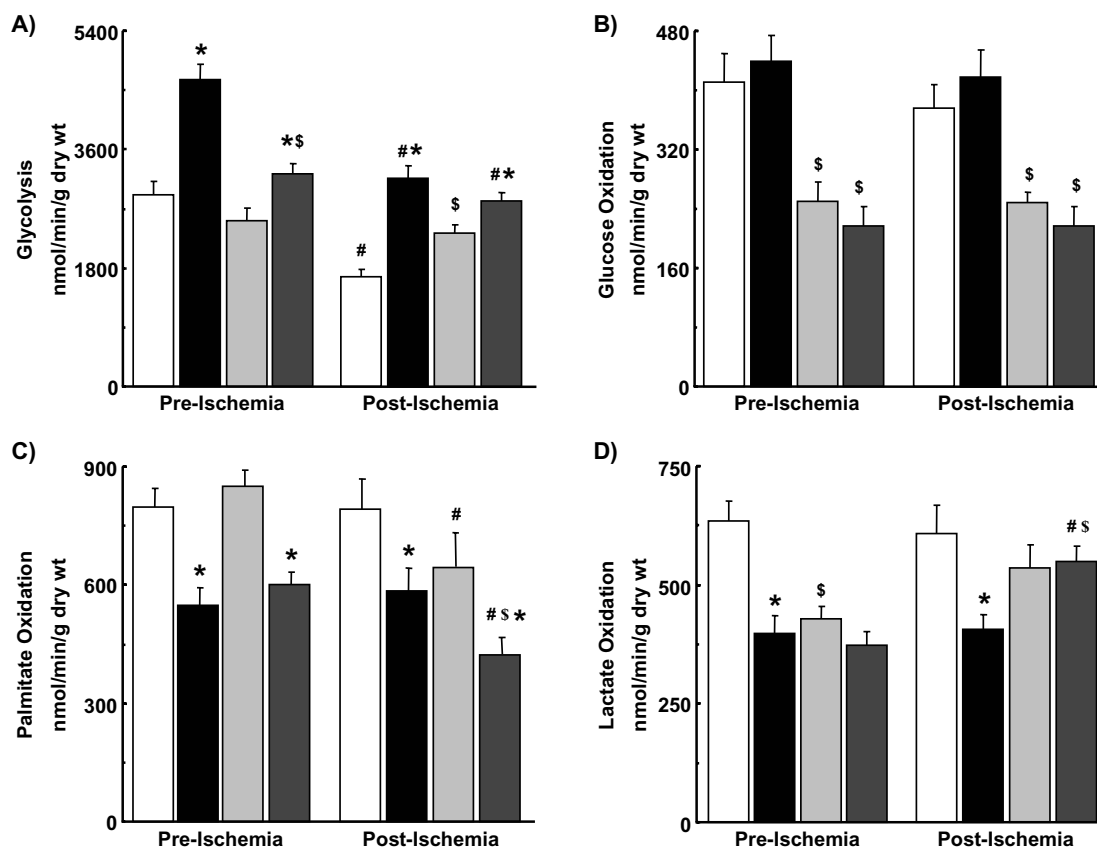 A)
5400
3600
1800
0
Glycolysis
nmol/min/g dry wt
*
*$
#
#*
$
#*
Pre-Ischemia
Post-Ischemia
B)
480
320
160
0
Glucose Oxidation
nmol/min/g dry wt
$
$
$
$
Pre-Ischemia
Post-Ischemia
C)
900
600
300
0
Palmitate Oxidation
nmol/min/g dry wt
*
*
*
#
# $ *
Pre-Ischemia
Post-Ischemia
D)
750
500
250
0
Lactate Oxidation
nmol/min/g dry wt
*
$
*
# $
Pre-Ischemia
Post-Ischemia